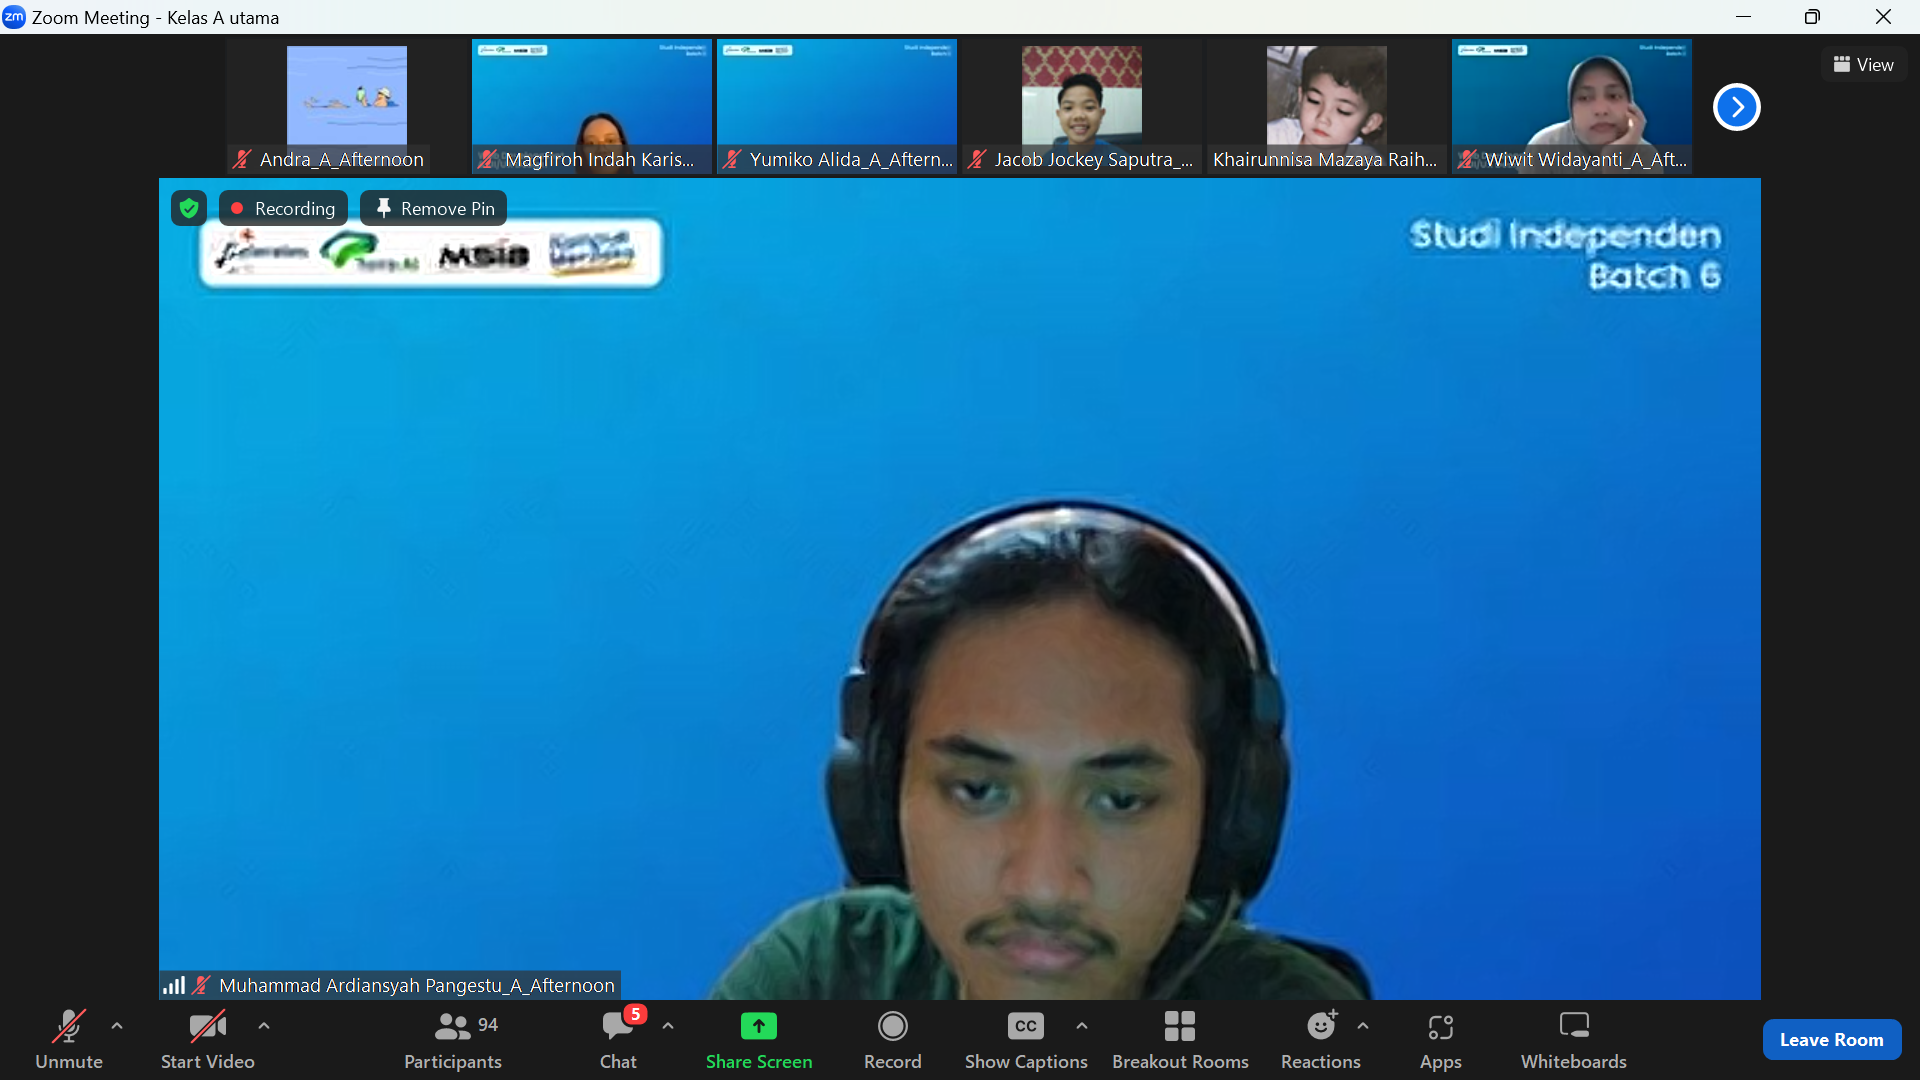 zm Zoom Meeting - Kelas A utama
View
Andra_A_Afternoon
Magfiroh Indah Karis...
Yumiko Alida_A_Aftern...
Jacob Jockey Saputra_...
Khairunnisa Mazaya Raih...
Wiwit Widayanti_A_Aft...
Recording
Remove Pin
MSIB
Studi Independen
Batch 6
Muhammad Ardiansyah Pangestu_A_Afternoon
Unmute
Start Video
94
Participants
5
Chat
Share Screen
Record
CC
Show Captions
Breakout Rooms
Reactions
Apps
Whiteboards
Leave Room